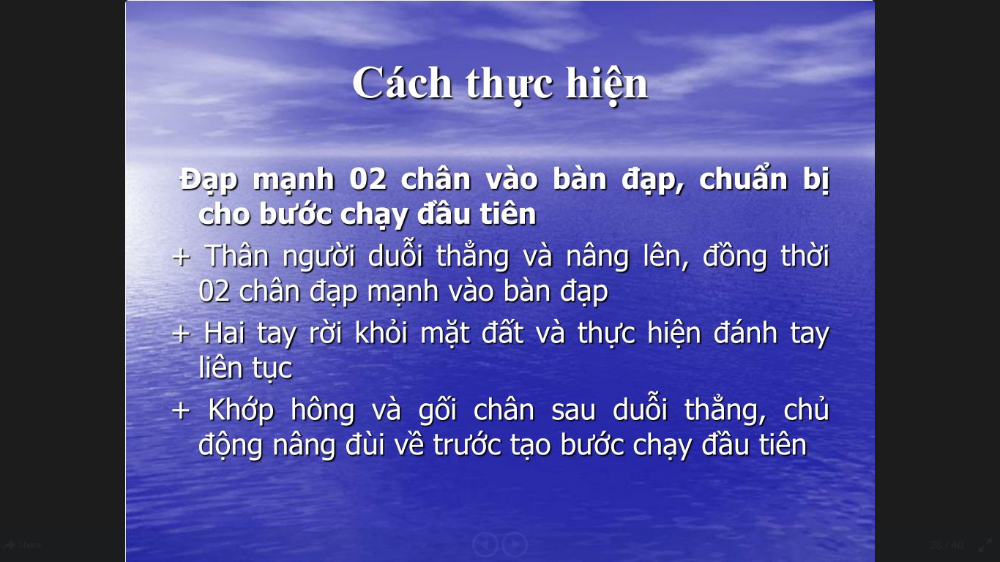 Cách thực hiện
Đạp mạnh 02 chân vào bàn đạp, chuẩn bị
cho bước chạy đầu tiên
+ Thân người duỗi thẳng và nâng lên, đồng thời
02 chân đạp mạnh vào bàn đạp
+ Hai tay rời khỏi mặt đất và thực hiện đánh tay
liên tục
+ Khớp hông và gối chân sau duỗi thẳng, chủ
động nâng đùi về trước tạo bước chạy đầu tiên
Share
28 / 40